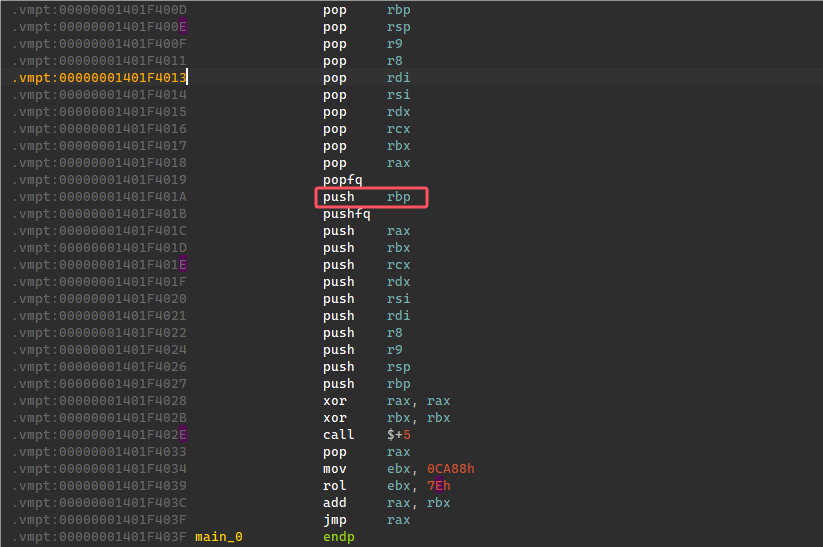 .vmpt:00000001401F400D pop rbp
.vmpt:00000001401F400E pop rsp
.vmpt:00000001401F400F pop r9
.vmpt:00000001401F4011 pop r8
.vmpt:00000001401F4013 pop rdi
.vmpt:00000001401F4014 pop rsi
.vmpt:00000001401F4015 pop rdx
.vmpt:00000001401F4016 pop rcx
.vmpt:00000001401F4017 pop rbx
.vmpt:00000001401F4018 pop rax
.vmpt:00000001401F4019 popfq
.vmpt:00000001401F401A push rbp
.vmpt:00000001401F401B pushfq
.vmpt:00000001401F401C push rax
.vmpt:00000001401F401D push rbx
.vmpt:00000001401F401E push rcx
.vmpt:00000001401F401F push rdx
.vmpt:00000001401F4020 push rsi
.vmpt:00000001401F4021 push rdi
.vmpt:00000001401F4022 push r8
.vmpt:00000001401F4024 push r9
.vmpt:00000001401F4026 push rsp
.vmpt:00000001401F4027 push rbp
.vmpt:00000001401F4028 xor rax, rax
.vmpt:00000001401F402B xor rbx, rbx
.vmpt:00000001401F402E call $+5
.vmpt:00000001401F4033 pop rax
.vmpt:00000001401F4034 mov ebx, 0CA88h
.vmpt:00000001401F4039 rol ebx, 7Eh
.vmpt:00000001401F403C add rax, rbx
.vmpt:00000001401F403F jmp rax
.vmpt:00000001401F403F main_0 endp